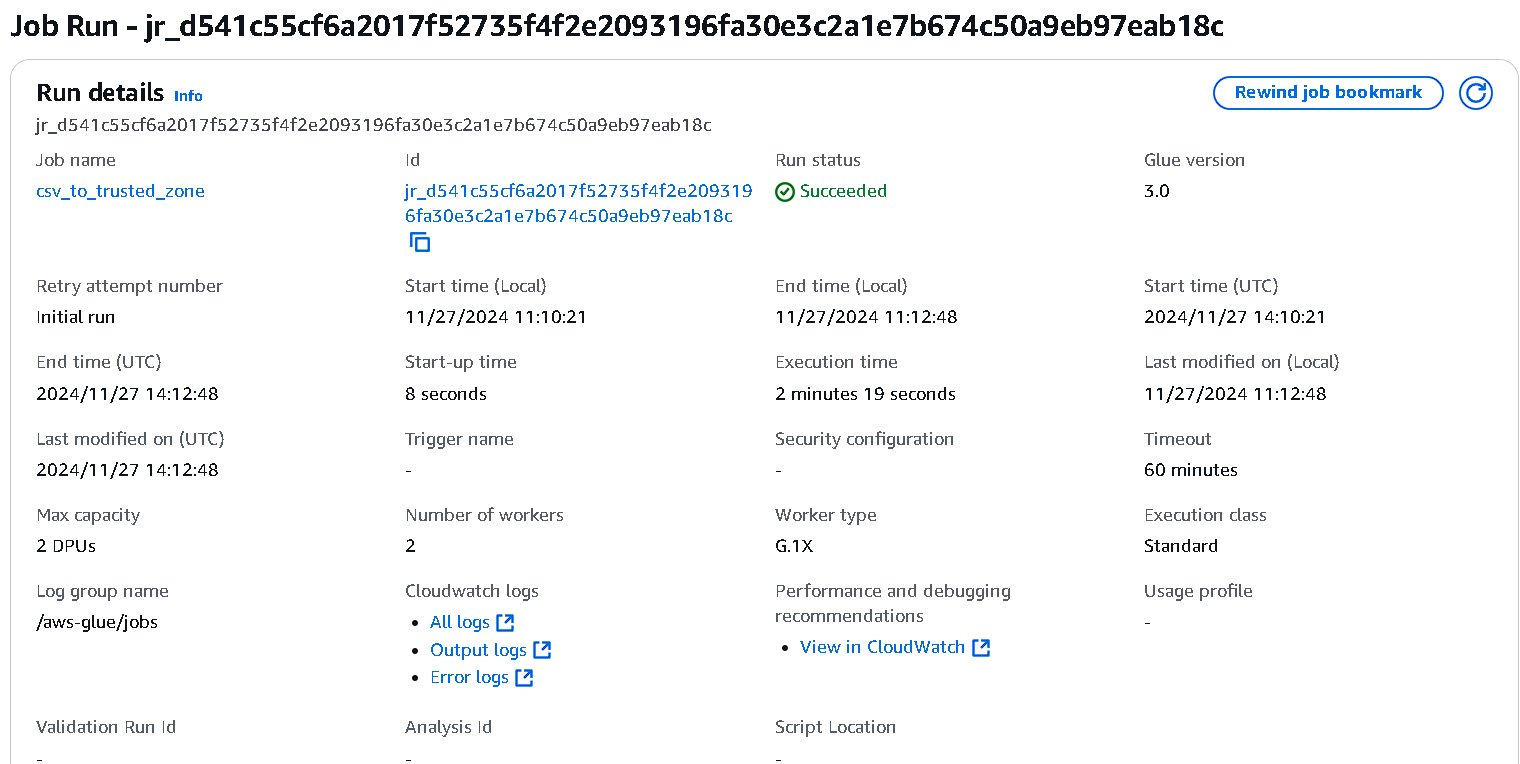 Job Run - jr_d541c55cf6a2017f52735f4f2e2093196fa30e3c2a1e7b674c50a9eb97eab18c
Run details Info
Rewind job bookmark
jr_d541c55cf6a2017f52735f4f2e2093196fa30e3c2a1e7b674c50a9eb97eab18c
Job name
csv_to_trusted_zone
Id
jr_d541c55cf6a2017f52735f4f2e209319
6fa30e3c2a1e7b674c50a9eb97eab18c
Run status
Succeeded
Glue version
3.0
Retry attempt number
Initial run
Start time (Local)
11/27/2024 11:10:21
End time (Local)
11/27/2024 11:12:48
Start time (UTC)
2024/11/27 14:10:21
End time (UTC)
2024/11/27 14:12:48
Start-up time
8 seconds
Execution time
2 minutes 19 seconds
Last modified on (Local)
11/27/2024 11:12:48
Last modified on (UTC)
2024/11/27 14:12:48
Trigger name
-
Security configuration
-
Timeout
60 minutes
Max capacity
2 DPUs
Number of workers
2
Worker type
G.1X
Execution class
Standard
Log group name
/aws-glue/jobs
Cloudwatch logs
• All logs
• Output logs
• Error logs
Performance and debugging
recommendations
• View in CloudWatch
Usage profile
-
Validation Run Id
-
Analysis Id
-
Script Location
-